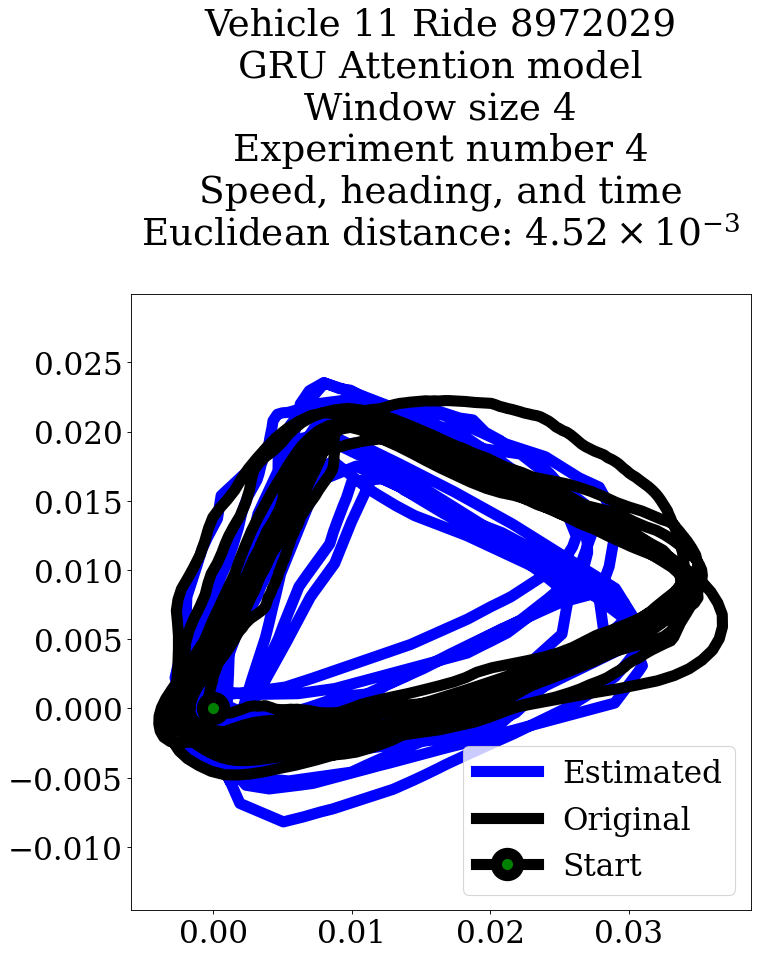 Vehicle 11 Ride 8972029
GRU Attention model
Window size 4
Experiment number 4
Speed, heading, and time
Euclidean distance: 4.52 × 10⁻³
0.025
0.020
0.015
0.010
0.005
0.000
−0.005
−0.010
Estimated
Original
Start
0.00 0.01 0.02 0.03